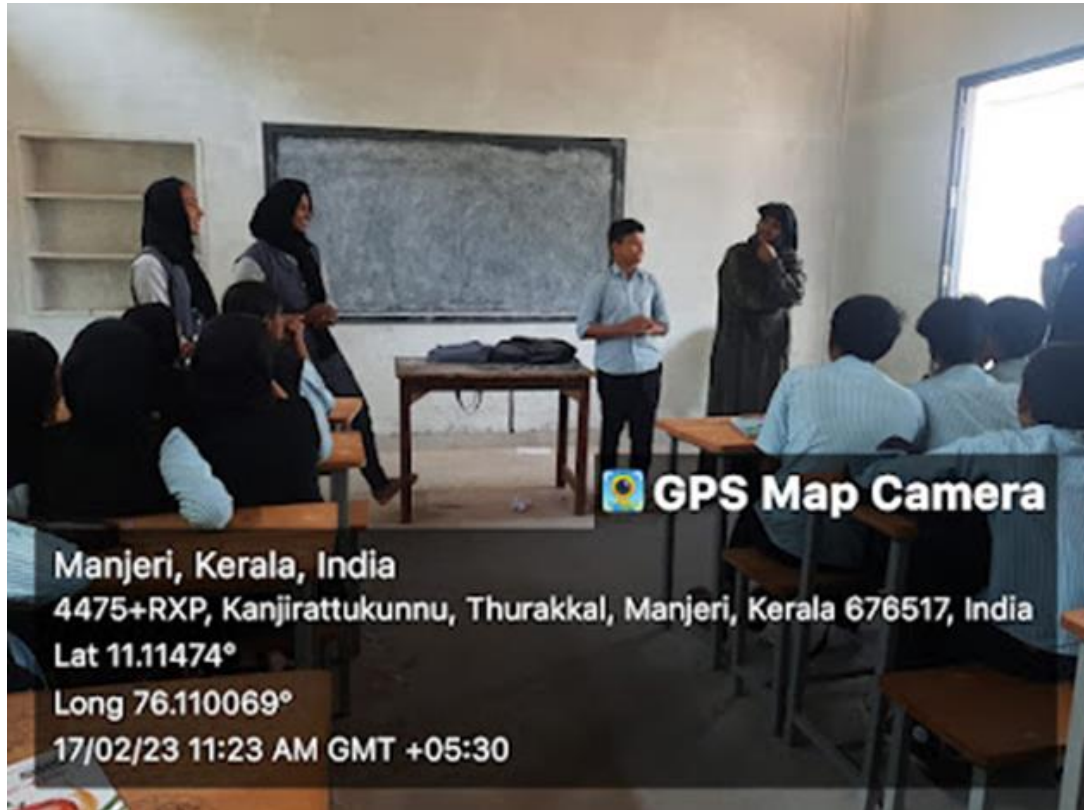 GPS Map Camera
Manjeri, Kerala, India
4475+RXP, Kanjirattukunnu, Thurakkal, Manjeri, Kerala 676517, India
Lat 11.11474°
Long 76.110069°
17/02/23 11:23 AM GMT +05:30